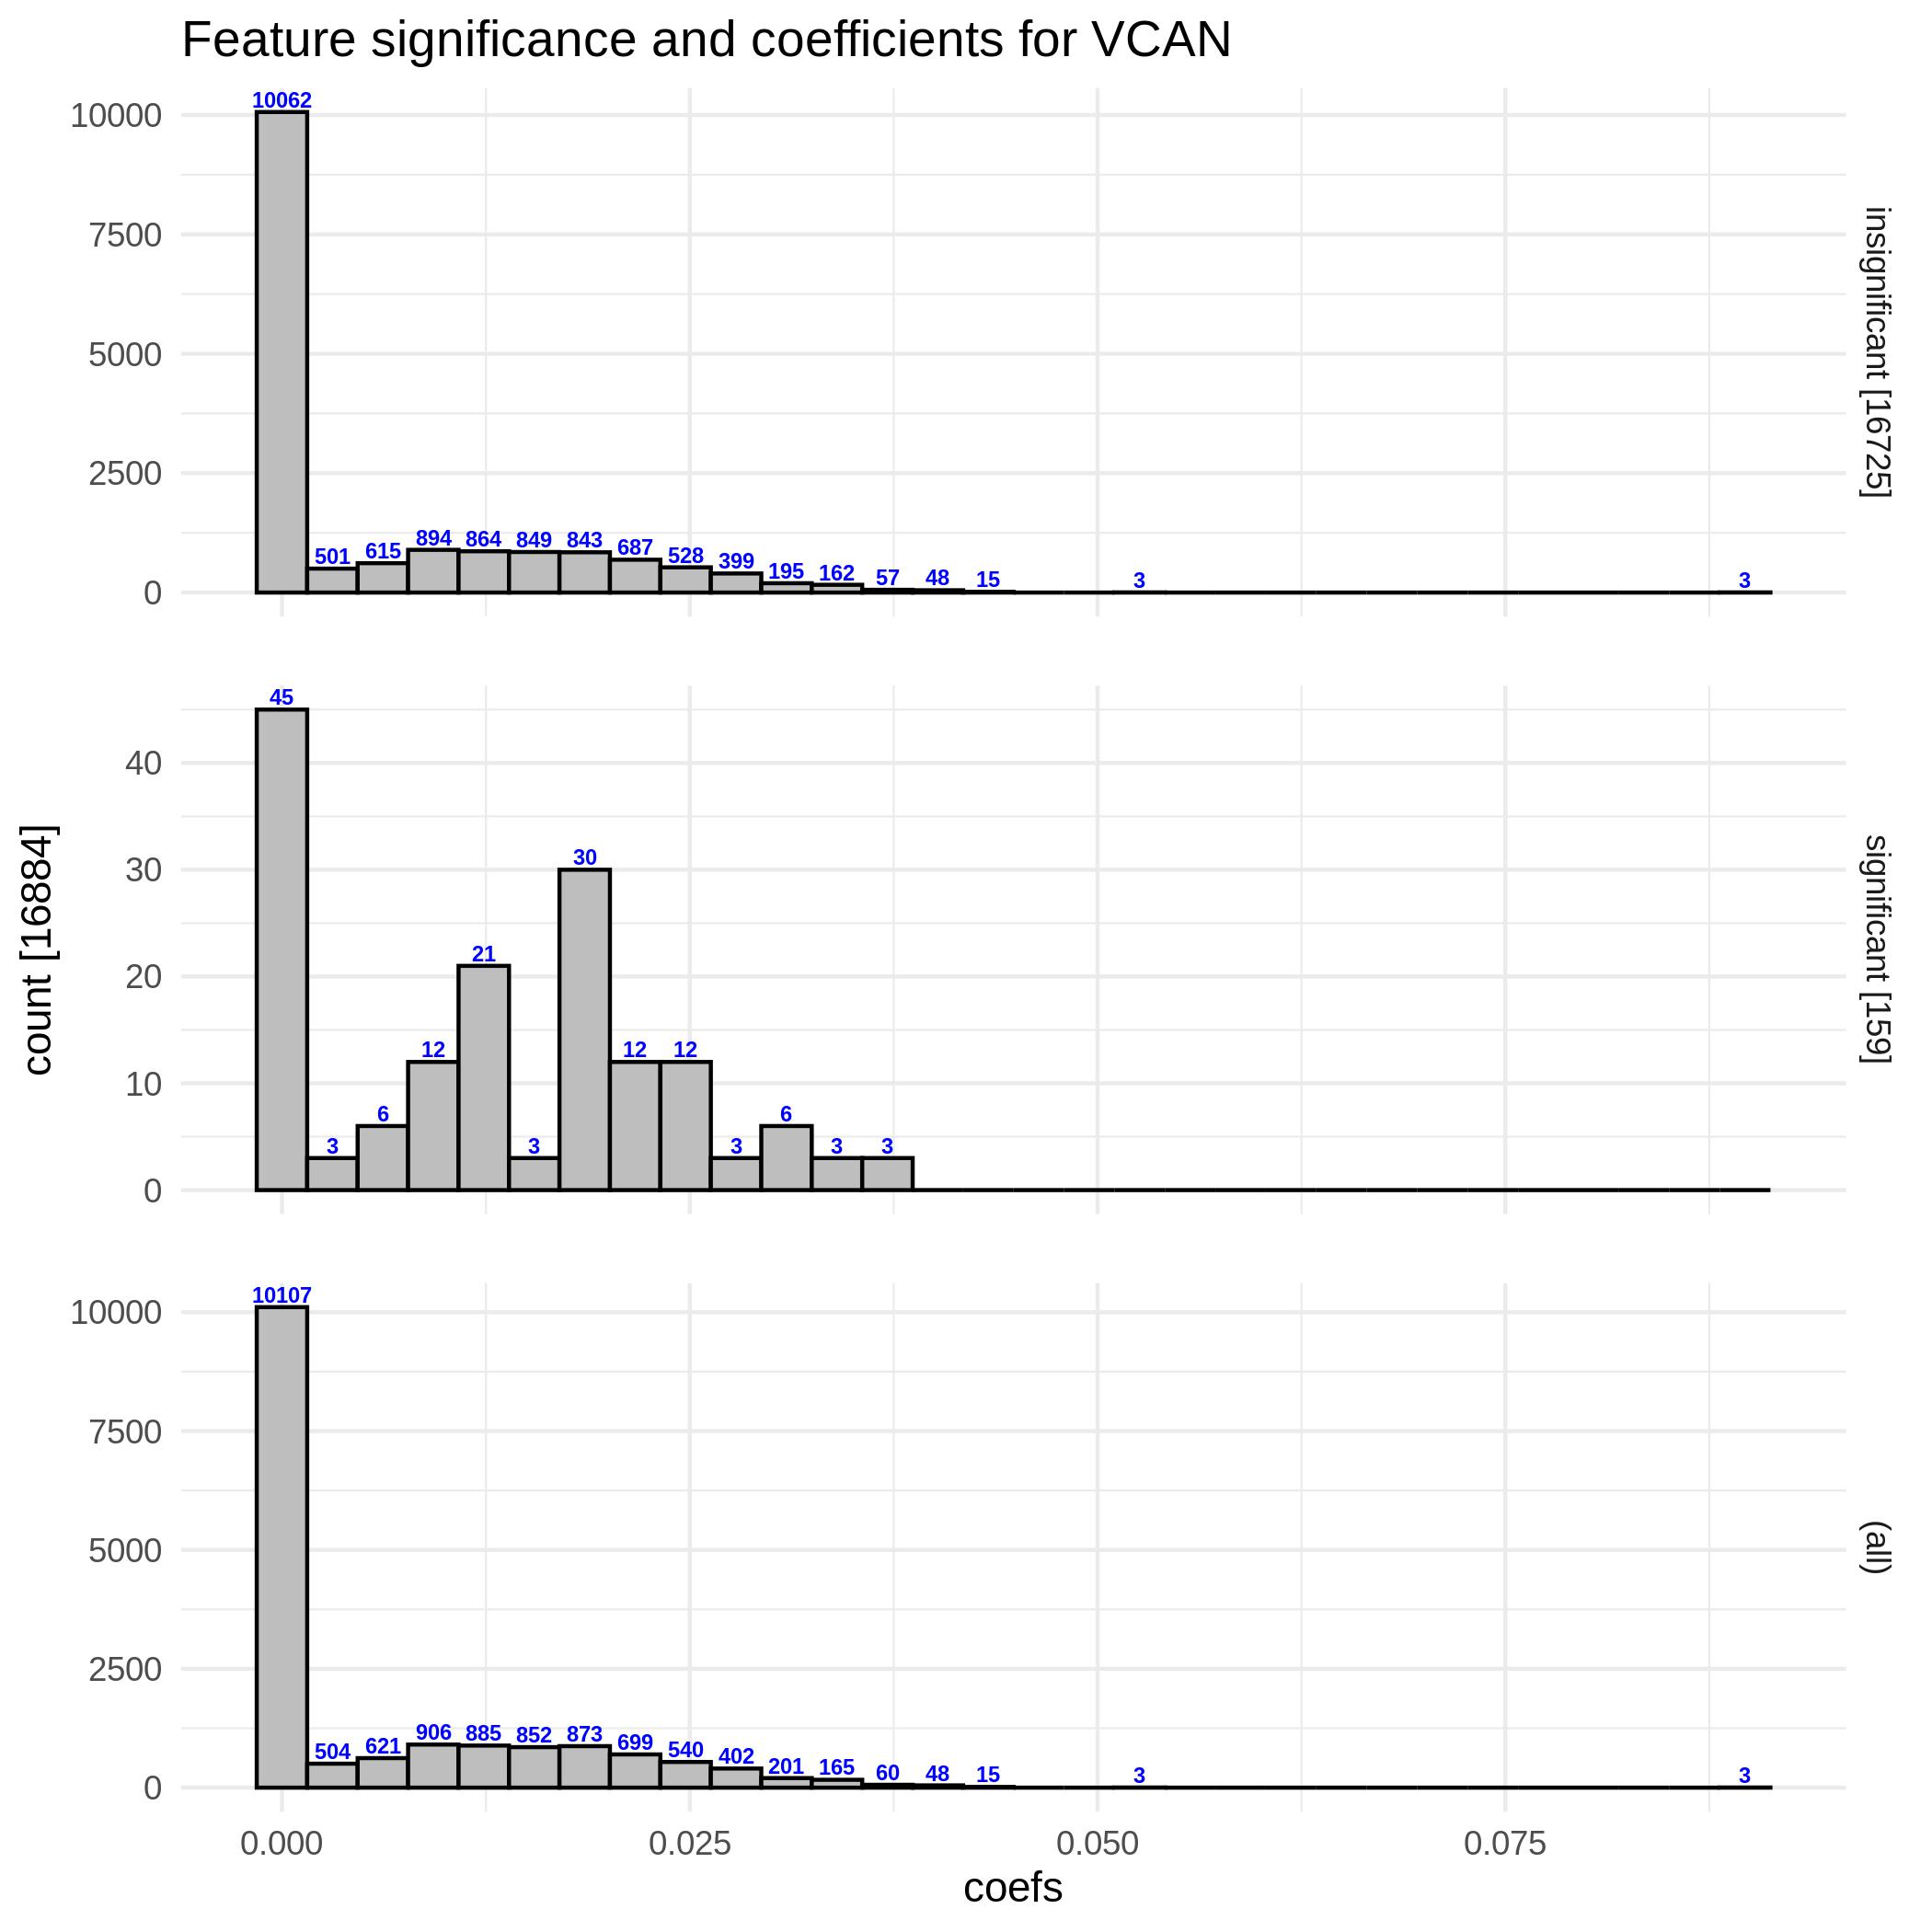 Feature significance and coefficients for VCAN
10062
10000
7500
5000
2500
0
501 615 894 864 849 843 687 528 399 195 162 57 48 15 3 3
insignificant [16725]
45
40
30
20
10
0
3 6 12 21 3 30 12 12 3 6 3 3
significant [159]
count [16884]
10107
10000
7500
5000
2500
0
504 621 906 885 852 873 699 540 402 201 165 60 48 15 3 3
(all)
0.000 0.025 0.050 0.075
coefs